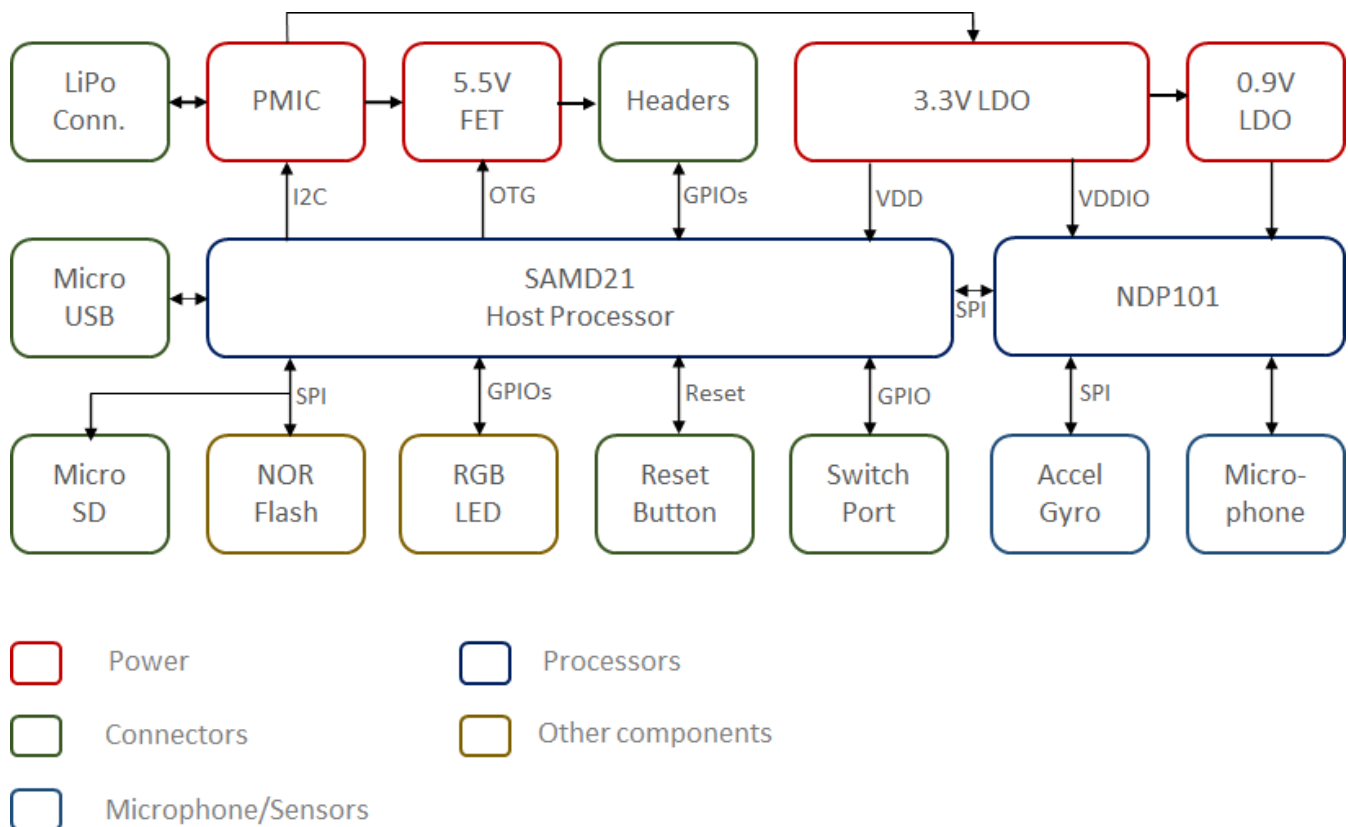 LiPo
Conn.
PMIC
5.5V
FET
Headers
3.3V LDO
0.9V
LDO
I2C
OTG
GPIOs
VDD
VDDIO
Micro
USB
SAMD21
Host Processor
SPI
NDP101
SPI
GPIOs
Reset
GPIO
SPI
Micro
SD
NOR
Flash
RGB
LED
Reset
Button
Switch
Port
Accel
Gyro
Micro-
phone
Power
Processors
Connectors
Other components
Microphone/Sensors